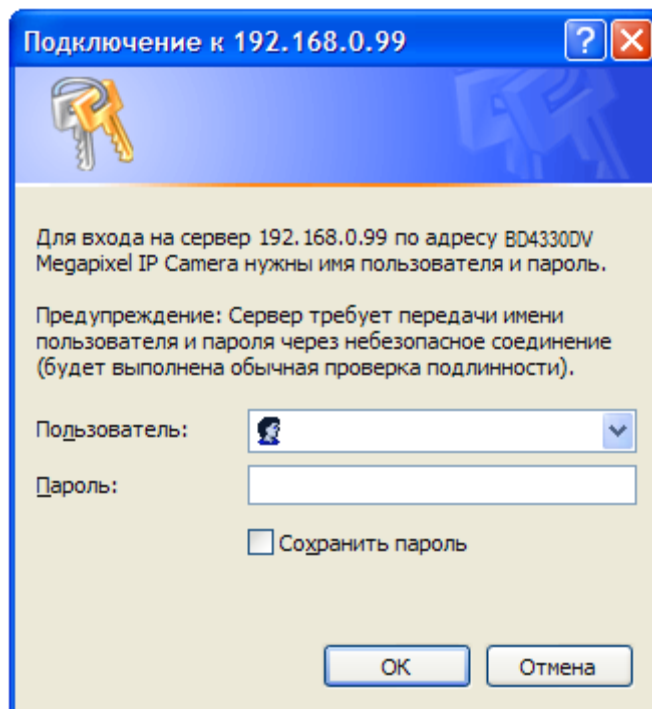 Подключение к 192.168.0.99
Для входа на сервер 192.168.0.99 по адресу BD4330DV
Megapixel IP Camera нужны имя пользователя и пароль.
Предупреждение: Сервер требует передачи имени
пользователя и пароля через небезопасное соединение
(будет выполнена обычная проверка подлинности).
Пользователь:
Пароль:
Сохранить пароль
ОК Отмена